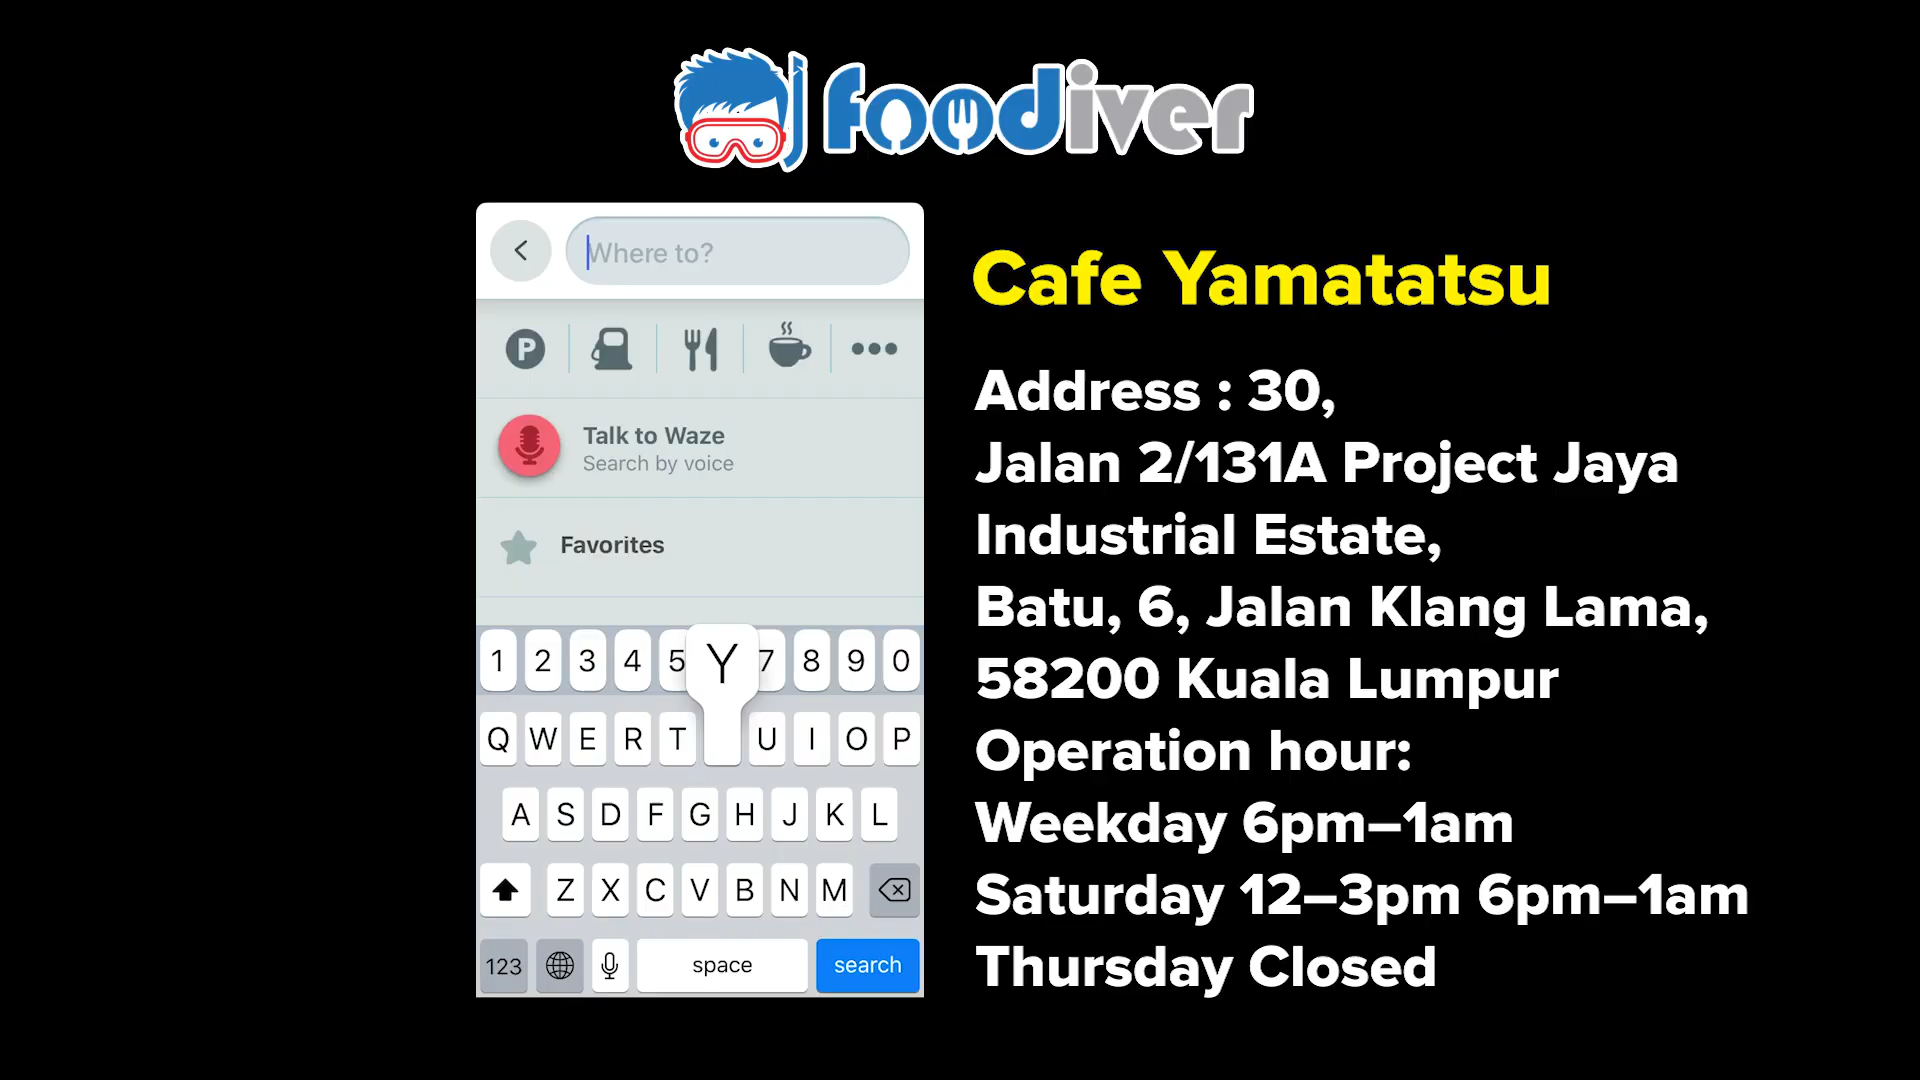 foodiver
Where to?
P
Talk to Waze
Search by voice
Favorites
1 2 3 4 5 7 8 9 0
Y
Q W E R T U I O P
A S D F G H J K L
Z X C V B N M
123 space search
Cafe Yamatatsu
Address : 30,
Jalan 2/131A Project Jaya
Industrial Estate,
Batu, 6, Jalan Klang Lama,
58200 Kuala Lumpur
Operation hour:
Weekday 6pm–1am
Saturday 12–3pm 6pm–1am
Thursday Closed